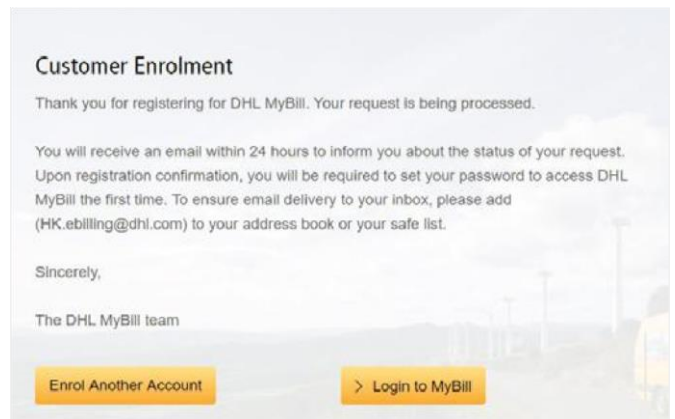 Customer Enrolment
Thank you for registering for DHL MyBill. Your request is being processed.
You will receive an email within 24 hours to inform you about the status of your request.
Upon registration confirmation, you will be required to set your password to access DHL
MyBill the first time. To ensure email delivery to your inbox, please add
(HK.ebilling@dhl.com) to your address book or your safe list.
Sincerely,
The DHL MyBill team
Enrol Another Account
> Login to MyBill